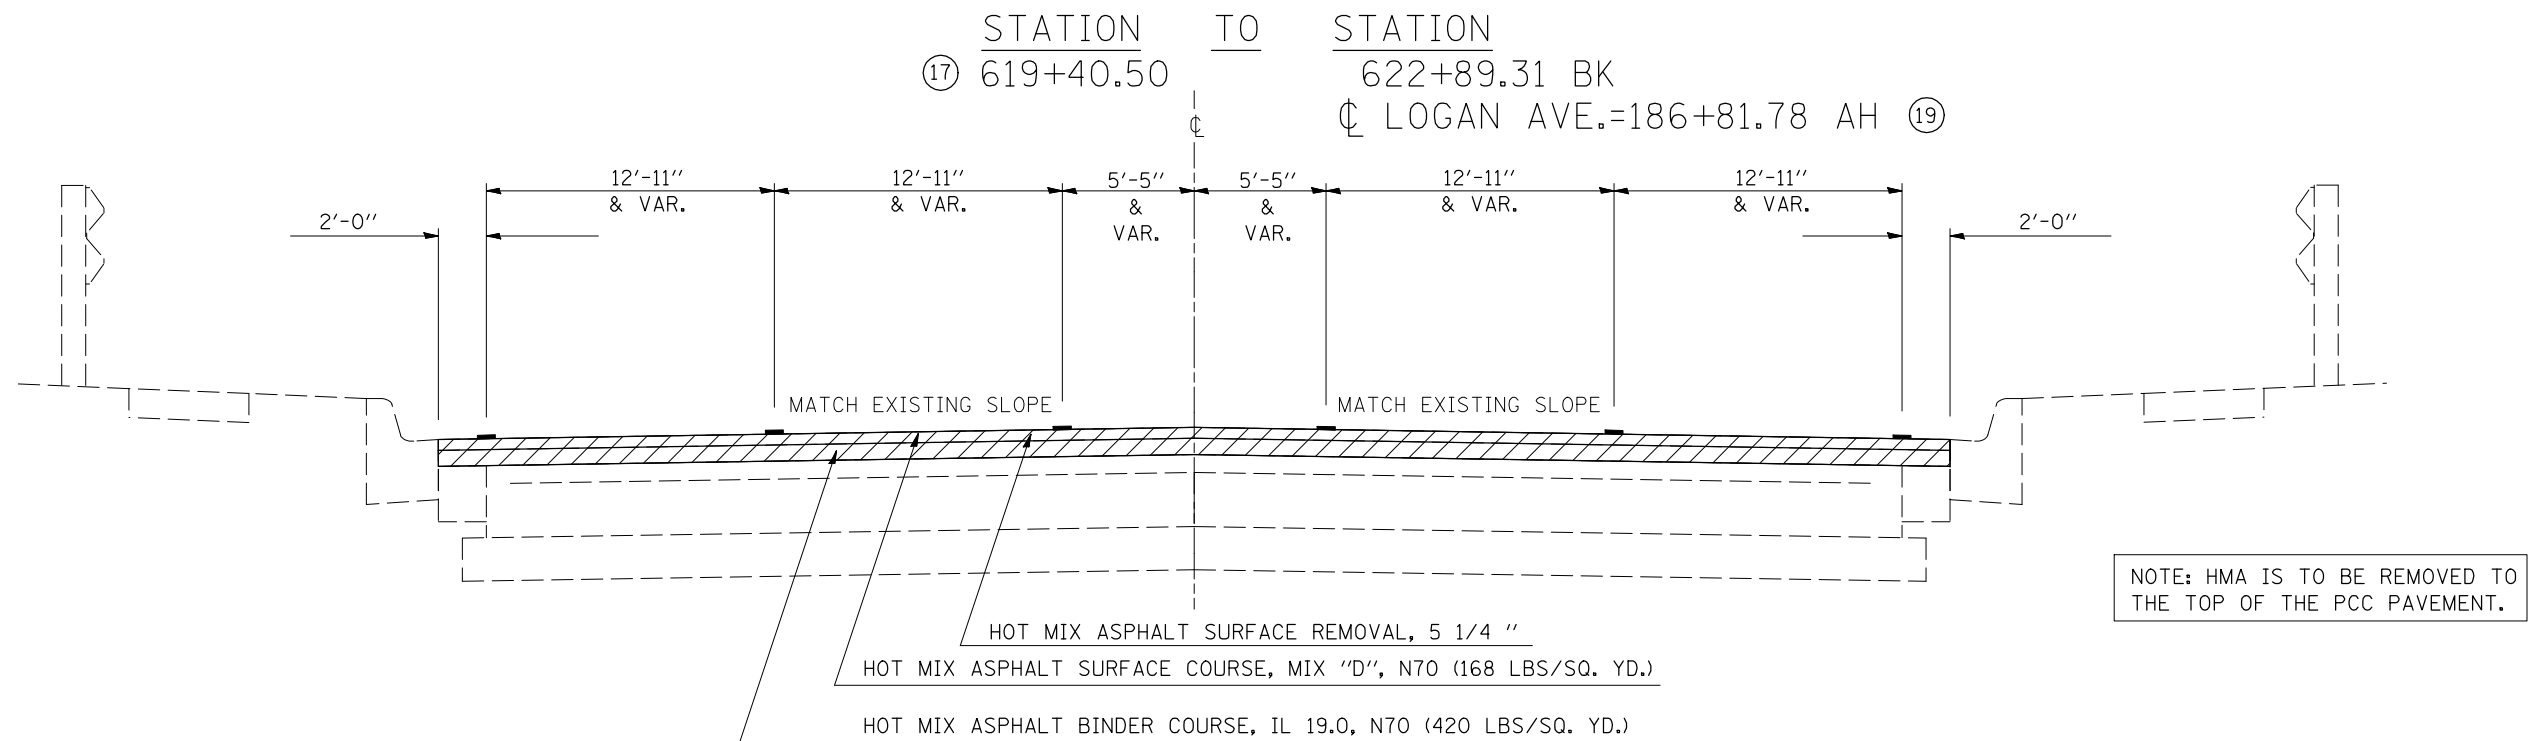 STATION TO STATION
17 619+40.50 622+89.31 BK
℄ LOGAN AVE.=186+81.78 AH 19
℄
12'-11" 12'-11" 5'-5" 5'-5" 12'-11" 12'-11"
& VAR. & VAR. & & & VAR. & VAR.
VAR. VAR.
2'-0" 2'-0"
MATCH EXISTING SLOPE MATCH EXISTING SLOPE
NOTE: HMA IS TO BE REMOVED TO
THE TOP OF THE PCC PAVEMENT.
HOT MIX ASPHALT SURFACE REMOVAL, 5 1/4 "
HOT MIX ASPHALT SURFACE COURSE, MIX "D", N70 (168 LBS/SQ. YD.)
HOT MIX ASPHALT BINDER COURSE, IL 19.0, N70 (420 LBS/SQ. YD.)